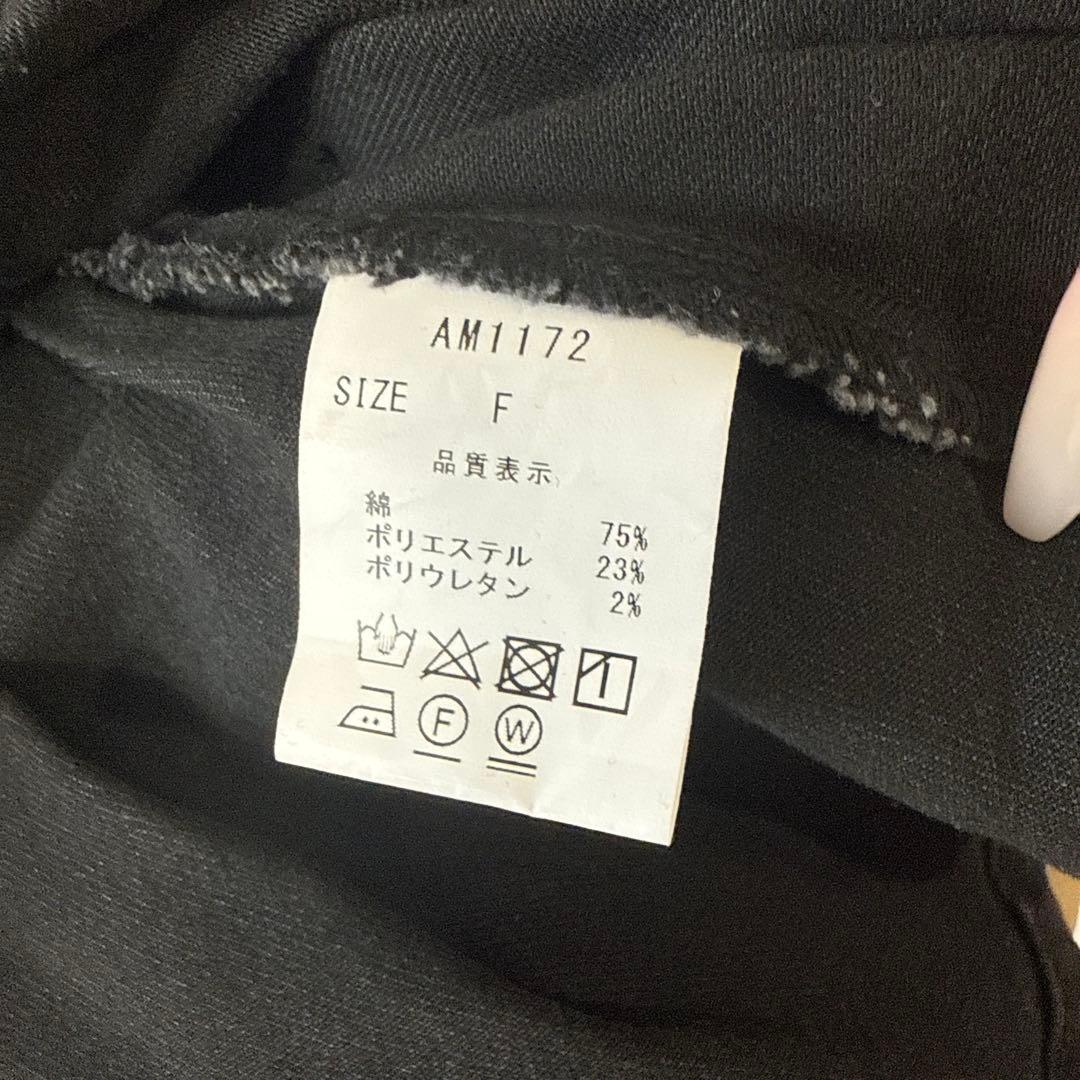 AM1172
SIZE F
品質表示
綿 75%
ポリエステル 23%
ポリウレタン 2%
F W